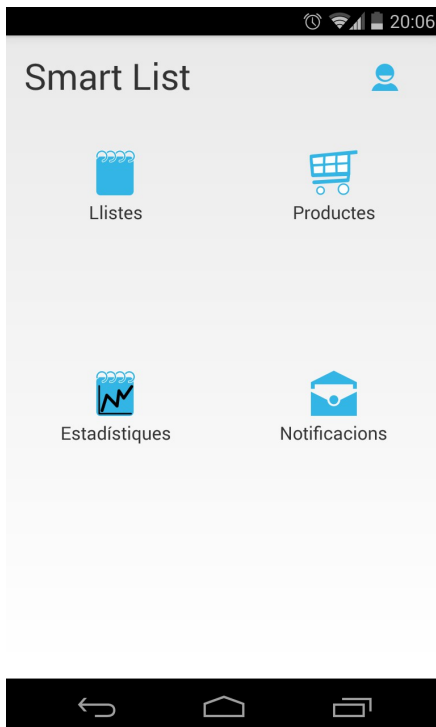 20:06
Smart List
Llistes
Productes
Estadístiques
Notificacions